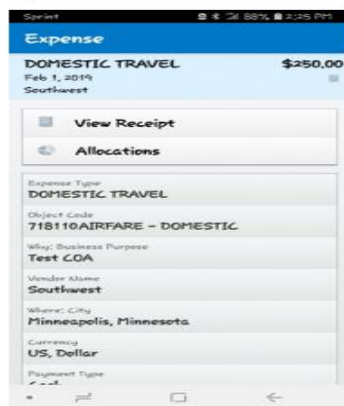 Sprint 88% 2:25 PM
Expense
DOMESTIC TRAVEL $250.00
Feb 1, 2019
Southwest
View Receipt
Allocations
Expense Type
DOMESTIC TRAVEL
Object Code
718110AIRFARE - DOMESTIC
Why: Business Purpose
Test COA
Vendor Name
Southwest
Where: City
Minneapolis, Minnesota
Currency
US, Dollar
Payment Type
Cash